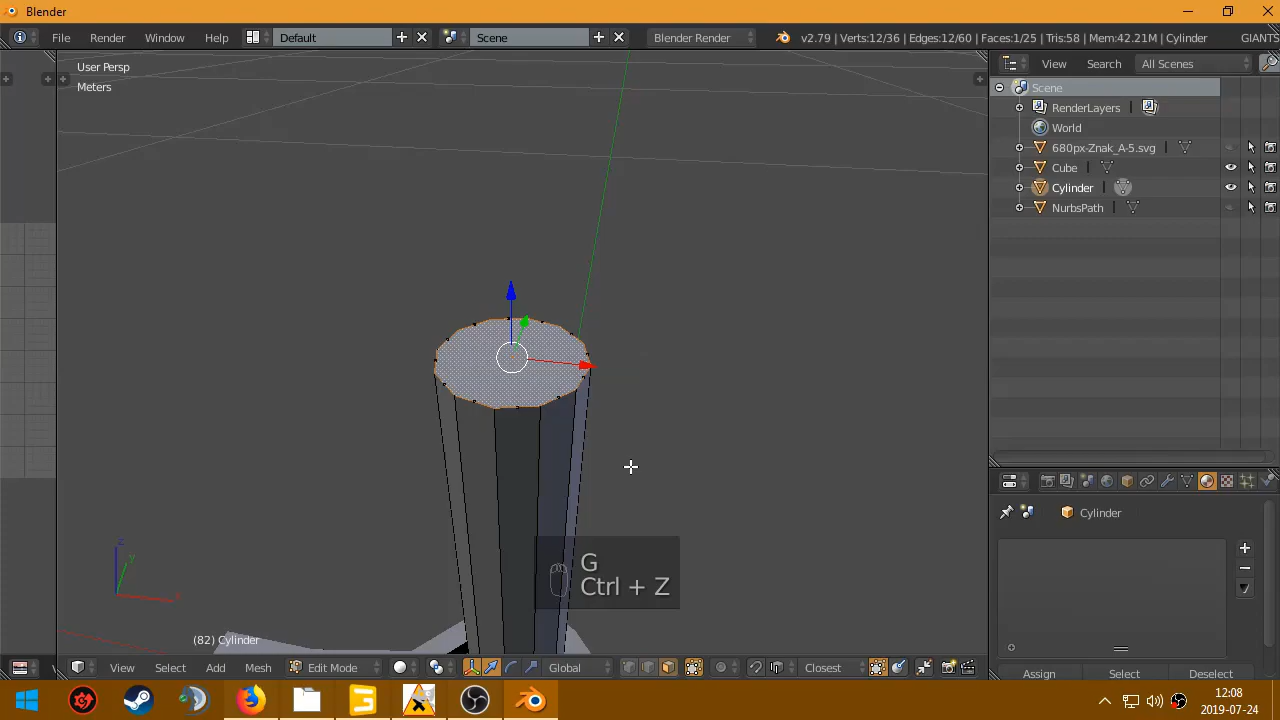 Blender
File Render Window Help Default Scene Blender Render v2.79 | Verts:12/36 | Edges:12/60 | Faces:1/25 | Tris:58 | Mem:42.21M | Cylinder GIANTS
User Persp
Meters
View Search All Scenes
Scene
RenderLayers
World
680px-Znak_A-5.svg
Cube
Cylinder
NurbsPath
Cylinder
G
Ctrl + Z
z
y
x
(82) Cylinder
View Select Add Mesh Edit Mode Global Closest
Assign Select Deselect
12:08
2019-07-24